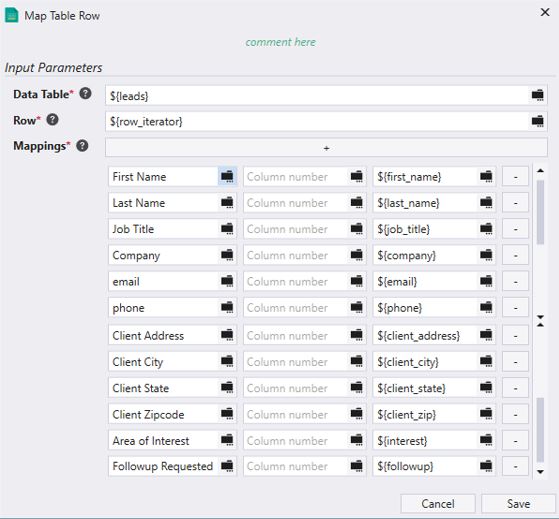 Map Table Row
comment here
Input Parameters
Data Table* ? ${leads}
Row* ? ${row_iterator}
Mappings* ? +
First Name Column number ${first_name} -
Last Name Column number ${last_name} -
Job Title Column number ${job_title} -
Company Column number ${company} -
email Column number ${email} -
phone Column number ${phone} -
Client Address Column number ${client_address} -
Client City Column number ${client_city} -
Client State Column number ${client_state} -
Client Zipcode Column number ${client_zip} -
Area of Interest Column number ${interest} -
Followup Requested Column number ${followup} -
Cancel Save